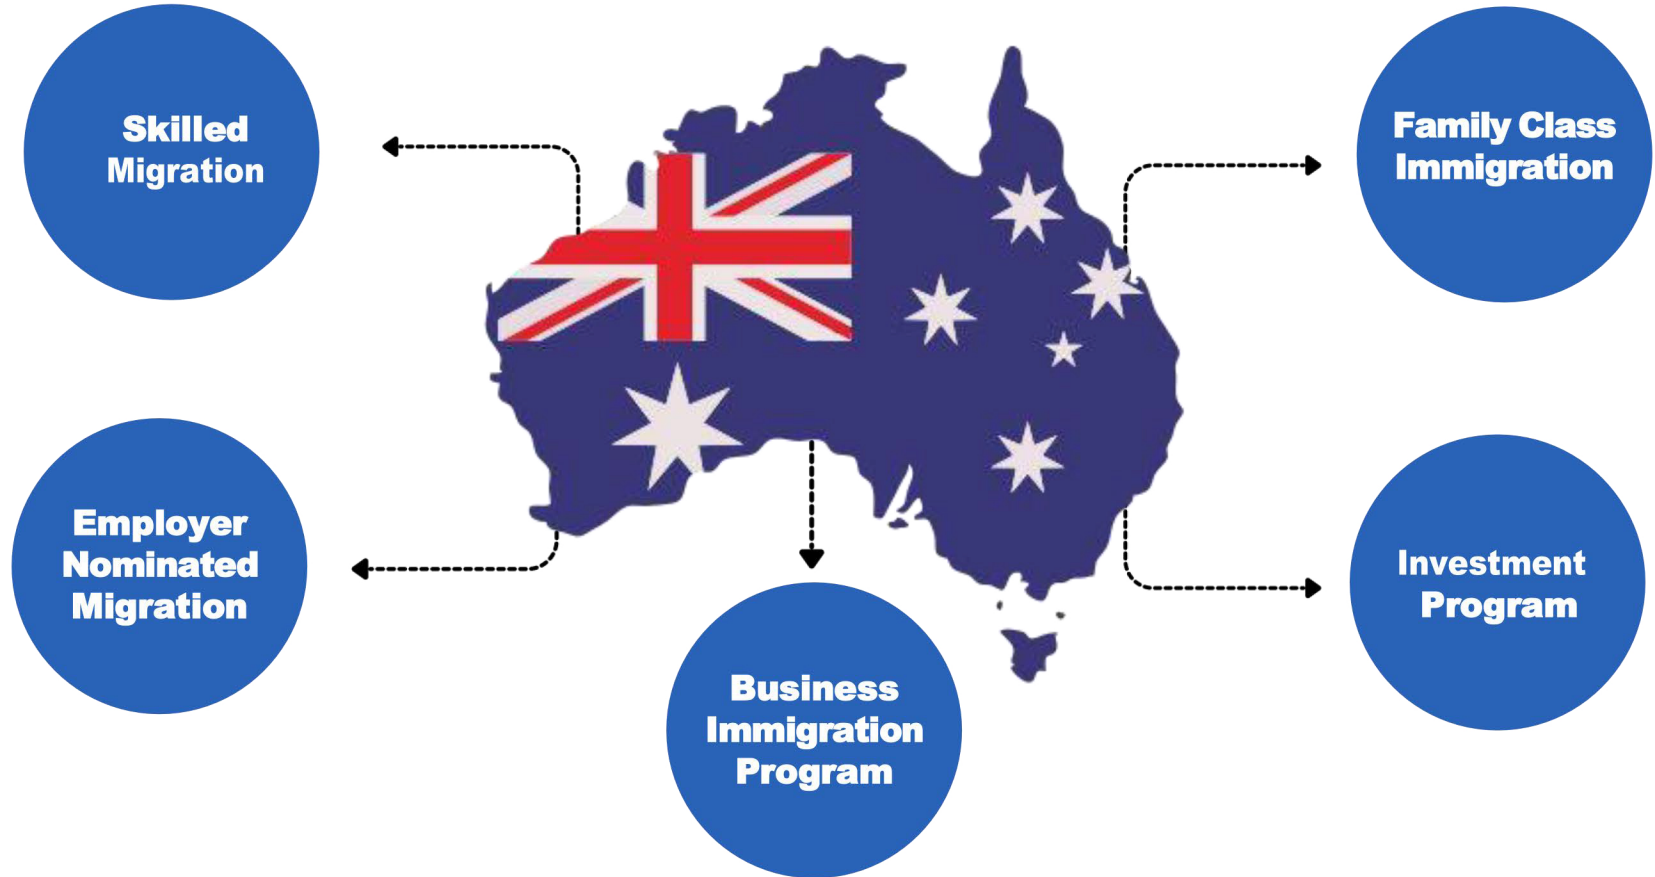 Skilled
Migration
Family Class
Immigration
Employer
Nominated
Migration
Investment
Program
Business
Immigration
Program